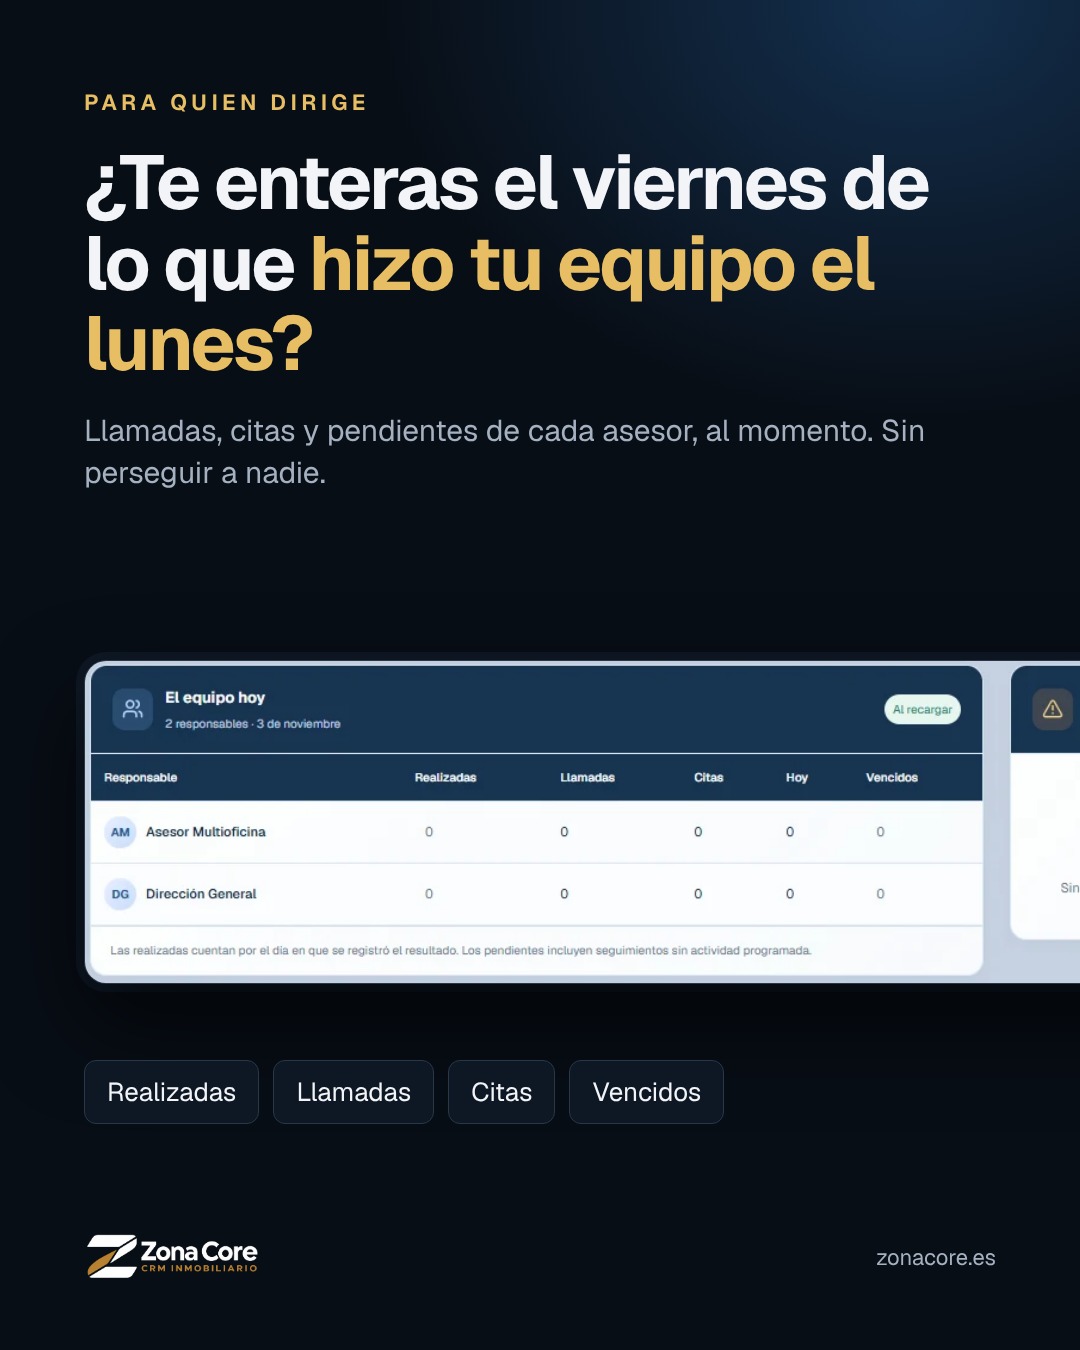 PARA QUIEN DIRIGE
¿Te enteras el viernes de
lo que hizo tu equipo el
lunes?
Llamadas, citas y pendientes de cada asesor, al momento. Sin
perseguir a nadie.
El equipo hoy
2 responsables · 3 de noviembre
Al recargar
Responsable Realizadas Llamadas Citas Hoy Vencidos
AM Asesor Multioficina 0 0 0 0 0
DG Dirección General 0 0 0 0 0
Sin
Las realizadas cuentan por el día en que se registró el resultado. Los pendientes incluyen seguimientos sin actividad programada.
Realizadas Llamadas Citas Vencidos
Zona Core
CRM INMOBILIARIO
zonacore.es